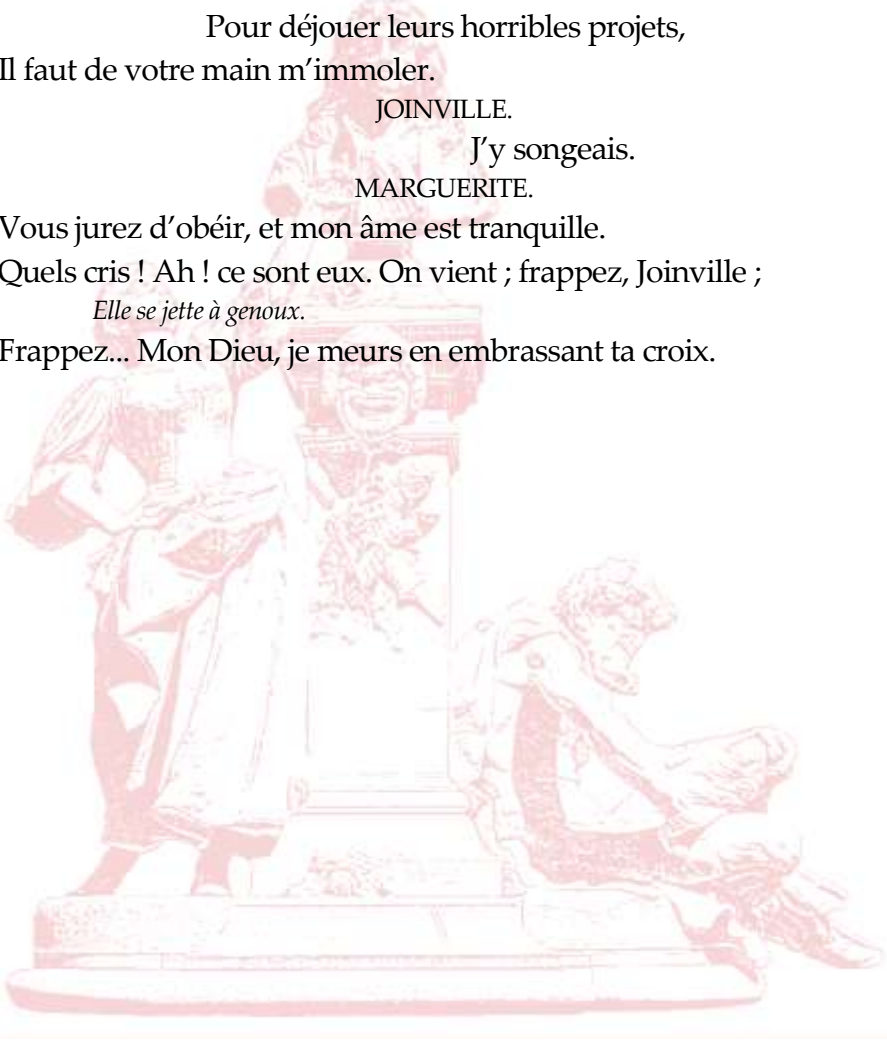 Pour déjouer leurs horribles projets,
Il faut de votre main m’immoler.
JOINVILLE.
J’y songeais.
MARGUERITE.
Vous jurez d’obéir, et mon âme est tranquille.
Quels cris ! Ah ! ce sont eux. On vient ; frappez, Joinville ;
Elle se jette à genoux.
Frappez... Mon Dieu, je meurs en embrassant ta croix.